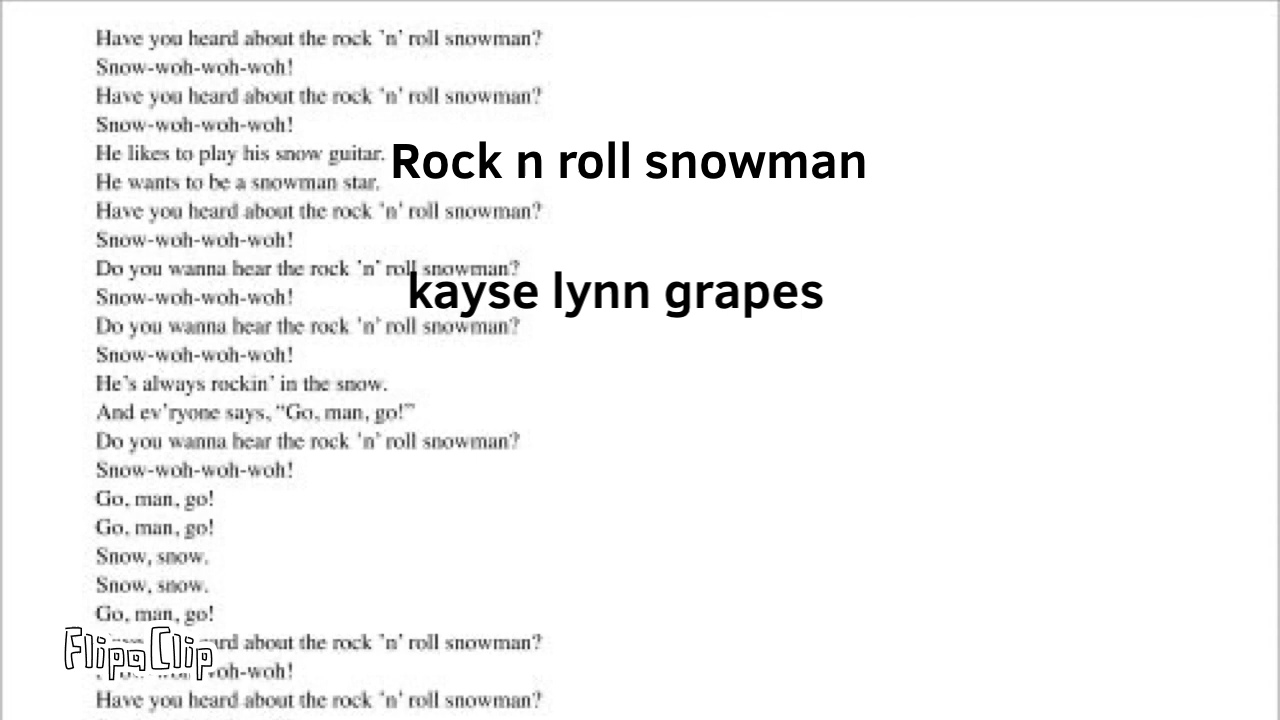 Have you heard about the rock 'n' roll snowman?
Snow-woh-woh-woh!
Have you heard about the rock 'n' roll snowman?
Snow-woh-woh-woh!
He likes to play his snow guitar.
Rock n roll snowman
He wants to be a snowman star.
Have you heard about the rock 'n' roll snowman?
Snow-woh-woh-woh!
Do you wanna hear the rock 'n' roll snowman?
kayse lynn grapes
Snow-woh-woh-woh!
Do you wanna hear the rock 'n' roll snowman?
Snow-woh-woh-woh!
He's always rockin' in the snow.
And ev'ryone says, “Go, man, go!”
Do you wanna hear the rock 'n' roll snowman?
Snow-woh-woh-woh!
Go, man, go!
Go, man, go!
Snow, snow.
Snow, snow.
Go, man, go!
about the rock 'n' roll snowman?
FlipaClip
woh!
Have you heard about the rock 'n' roll snowman?